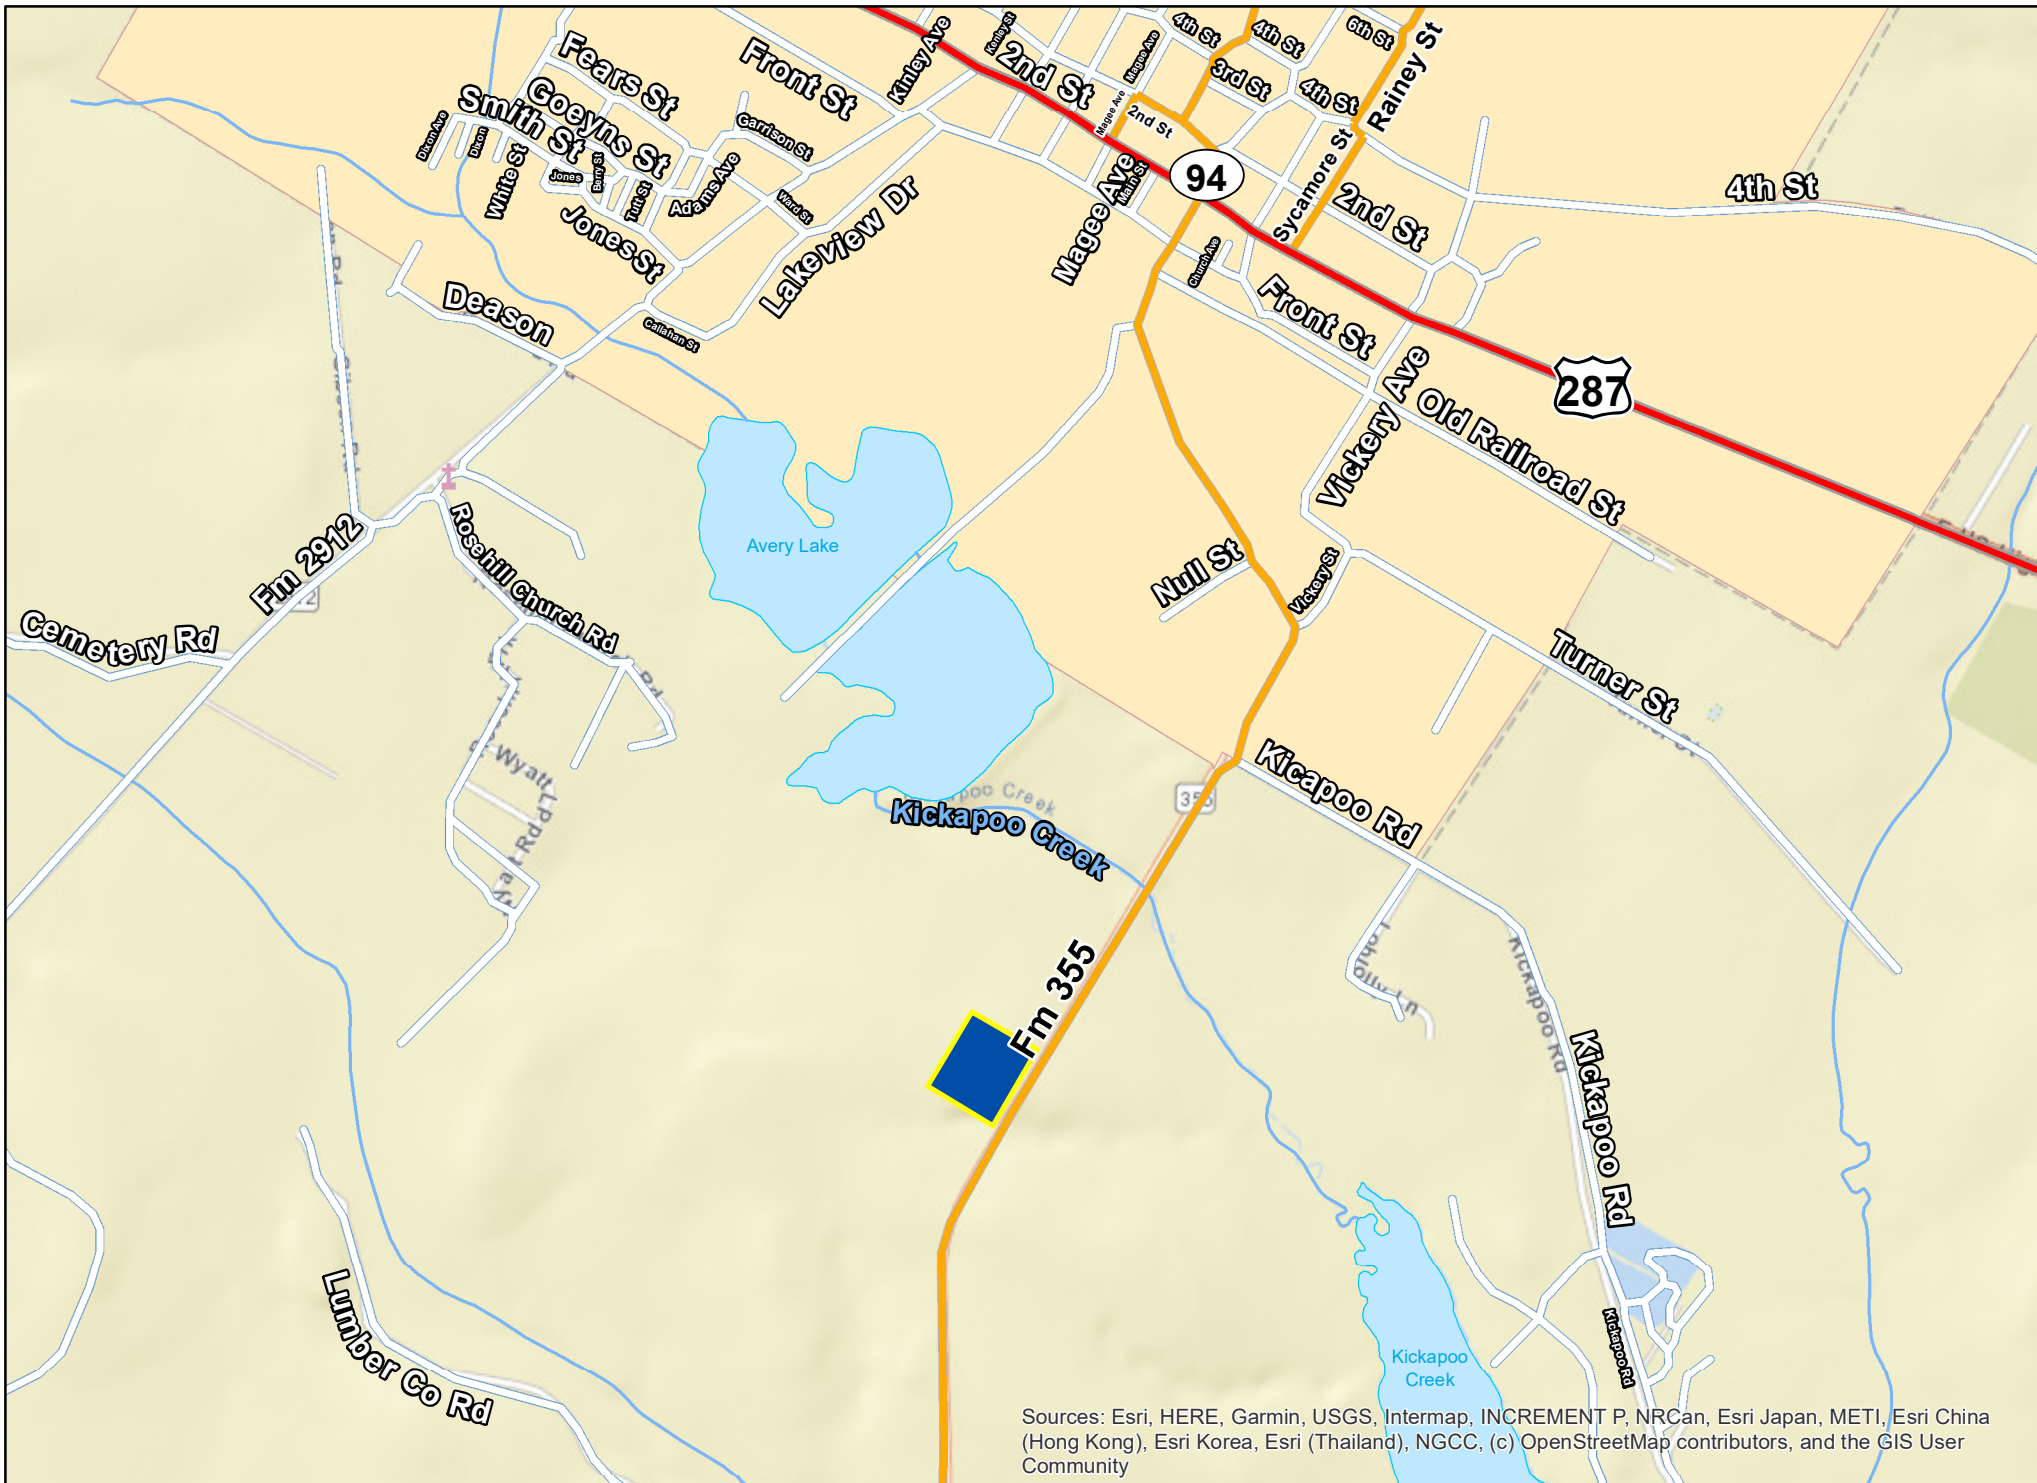 4th St
4th St
6th St
Kenley St
Kinley Ave
Front St
2nd St
Magee Ave
3rd St
4th St
Rainey St
Fears St
Goeyns St
Smith St
Dixon Ave
Dixon
Garrison St
Magee Ave
2nd St
White St
Jones
Berry St
Tutt St
Adams Ave
Ward St
Jones St
Lakeview Dr
Magee Ave
Main St
94
Sycamore St
2nd St
4th St
Church Ave
Deason
Callahan St
Front St
287
Vickery Ave
Old Railroad St
Avery Lake
Fm 2912
Rosehill Church Rd
Cemetery Rd
Null St
Vickery St
Turner St
Wyatt
Kicapoo Rd
355
Kickapoo Creek
Fm 355
Kickapoo Rd
Kickapoo Rd
Kickapoo Rd
Lumber Co Rd
Kickapoo
Creek
Sources: Esri, HERE, Garmin, USGS, Intermap, INCREMENT P, NRCan, Esri Japan, METI, Esri China
(Hong Kong), Esri Korea, Esri (Thailand), NGCC, (c) OpenStreetMap contributors, and the GIS User
Community